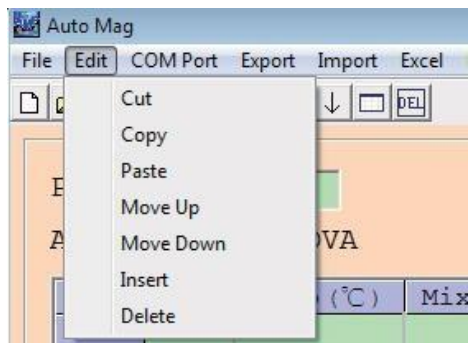 Auto Mag
File Edit COM Port Export Import Excel
DEL
Cut
Copy
Paste
Move Up
Move Down
Insert
Delete
(℃) Mix